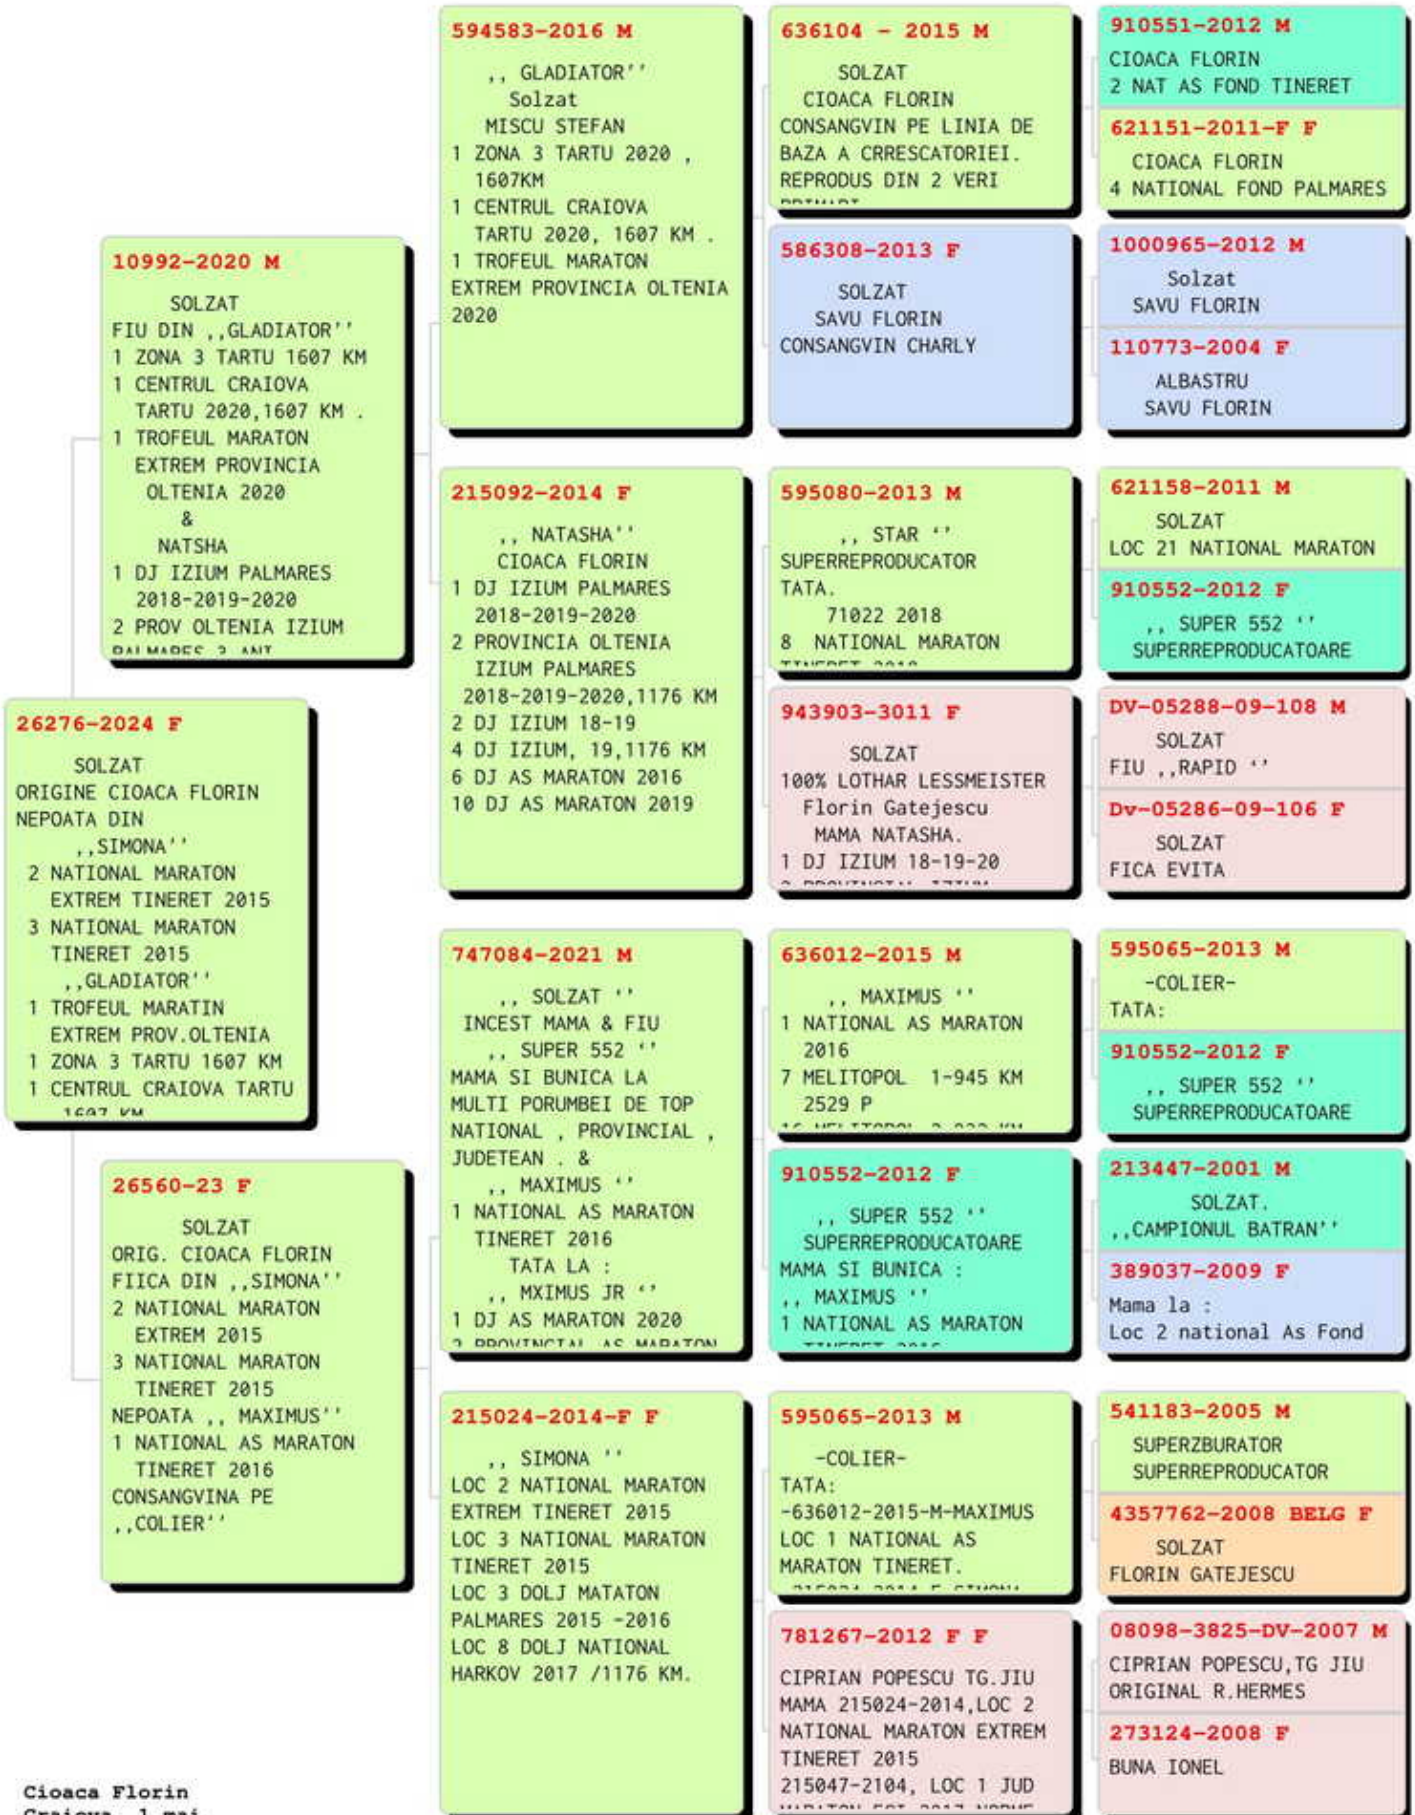 594583-2016 M
,, GLADIATOR''
Solzat
MISCU STEFAN
1 ZONA 3 TARTU 2020 ,
1607KM
1 CENTRUL CRAIOVA
TARTU 2020, 1607 KM .
1 TROFEUL MARATON
EXTREM PROVINCIA OLTENIA
2020
636104 - 2015 M
SOLZAT
CIOACA FLORIN
CONSANGVIN PE LINIA DE
BAZA A CRRESCATORIEI.
REPRODUS DIN 2 VERI
PRIMARI
910551-2012 M
CIOACA FLORIN
2 NAT AS FOND TINERET
621151-2011-F F
CIOACA FLORIN
4 NATIONAL FOND PALMARES
586308-2013 F
SOLZAT
SAVU FLORIN
CONSANGVIN CHARLY
1000965-2012 M
Solzat
SAVU FLORIN
110773-2004 F
ALBASTRU
SAVU FLORIN
10992-2020 M
SOLZAT
FIU DIN ,,GLADIATOR''
1 ZONA 3 TARTU 1607 KM
1 CENTRUL CRAIOVA
TARTU 2020,1607 KM .
1 TROFEUL MARATON
EXTREM PROVINCIA
OLTENIA 2020
&
NATSHA
1 DJ IZIUM PALMARES
2018-2019-2020
2 PROV OLTENIA IZIUM
PALMARES 3 ANI
215092-2014 F
,, NATASHA''
CIOACA FLORIN
1 DJ IZIUM PALMARES
2018-2019-2020
2 PROVINCIA OLTENIA
IZIUM PALMARES
2018-2019-2020,1176 KM
2 DJ IZIUM 18-19
4 DJ IZIUM, 19,1176 KM
6 DJ AS MARATON 2016
10 DJ AS MARATON 2019
595080-2013 M
,, STAR ‘’
SUPERREPRODUCATOR
TATA.
71022 2018
8 NATIONAL MARATON
TINERET 2018
621158-2011 M
SOLZAT
LOC 21 NATIONAL MARATON
910552-2012 F
,, SUPER 552 ‘’
SUPERREPRODUCATOARE
943903-3011 F
SOLZAT
100% LOTHAR LESSMEISTER
Florin Gatejescu
MAMA NATASHA.
1 DJ IZIUM 18-19-20
DV-05288-09-108 M
SOLZAT
FIU ,,RAPID ‘’
Dv-05286-09-106 F
SOLZAT
FICA EVITA
26276-2024 F
SOLZAT
ORIGINE CIOACA FLORIN
NEPOATA DIN
,,SIMONA''
2 NATIONAL MARATON
EXTREM TINERET 2015
3 NATIONAL MARATON
TINERET 2015
,,GLADIATOR''
1 TROFEUL MARATIN
EXTREM PROV.OLTENIA
1 ZONA 3 TARTU 1607 KM
1 CENTRUL CRAIOVA TARTU
1607 KM
747084-2021 M
,, SOLZAT ‘’
INCEST MAMA & FIU
,, SUPER 552 ‘’
MAMA SI BUNICA LA
MULTI PORUMBEI DE TOP
NATIONAL , PROVINCIAL ,
JUDETEAN . &
,, MAXIMUS ‘’
1 NATIONAL AS MARATON
TINERET 2016
TATA LA :
,, MXIMUS JR ‘’
1 DJ AS MARATON 2020
2 PROVINCIAL AS MARATON
636012-2015 M
,, MAXIMUS ‘’
1 NATIONAL AS MARATON
2016
7 MELITOPOL 1-945 KM
2529 P
595065-2013 M
-COLIER-
TATA:
910552-2012 F
,, SUPER 552 ‘’
SUPERREPRODUCATOARE
910552-2012 F
,, SUPER 552 ‘’
SUPERREPRODUCATOARE
MAMA SI BUNICA :
,, MAXIMUS ‘’
1 NATIONAL AS MARATON
TINERET 2016
213447-2001 M
SOLZAT.
,,CAMPIONUL BATRAN’’
389037-2009 F
Mama la :
Loc 2 national As Fond
26560-23 F
SOLZAT
ORIG. CIOACA FLORIN
FIICA DIN ,,SIMONA''
2 NATIONAL MARATON
EXTREM 2015
3 NATIONAL MARATON
TINERET 2015
NEPOATA ,, MAXIMUS''
1 NATIONAL AS MARATON
TINERET 2016
CONSANGVINA PE
,,COLIER''
215024-2014-F F
,, SIMONA ''
LOC 2 NATIONAL MARATON
EXTREM TINERET 2015
LOC 3 NATIONAL MARATON
TINERET 2015
LOC 3 DOLJ MATATON
PALMARES 2015 -2016
LOC 8 DOLJ NATIONAL
HARKOV 2017 /1176 KM.
595065-2013 M
-COLIER-
TATA:
-636012-2015-M-MAXIMUS
LOC 1 NATIONAL AS
MARATON TINERET.
541183-2005 M
SUPERZBURATOR
SUPERREPRODUCATOR
4357762-2008 BELG F
SOLZAT
FLORIN GATEJESCU
781267-2012 F F
CIPRIAN POPESCU TG.JIU
MAMA 215024-2014,LOC 2
NATIONAL MARATON EXTREM
TINERET 2015
215047-2104, LOC 1 JUD
08098-3825-DV-2007 M
CIPRIAN POPESCU,TG JIU
ORIGINAL R.HERMES
273124-2008 F
BUNA IONEL
Cioaca Florin
Craiova, 1 mai